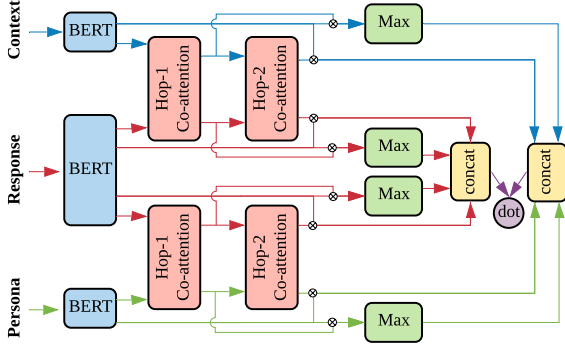 Context
BERT
Max
Hop-1
Co-attention
Hop-2
Co-attention
Response
BERT
Max
Max
concat
concat
dot
Hop-1
Co-attention
Hop-2
Co-attention
Persona
BERT
Max